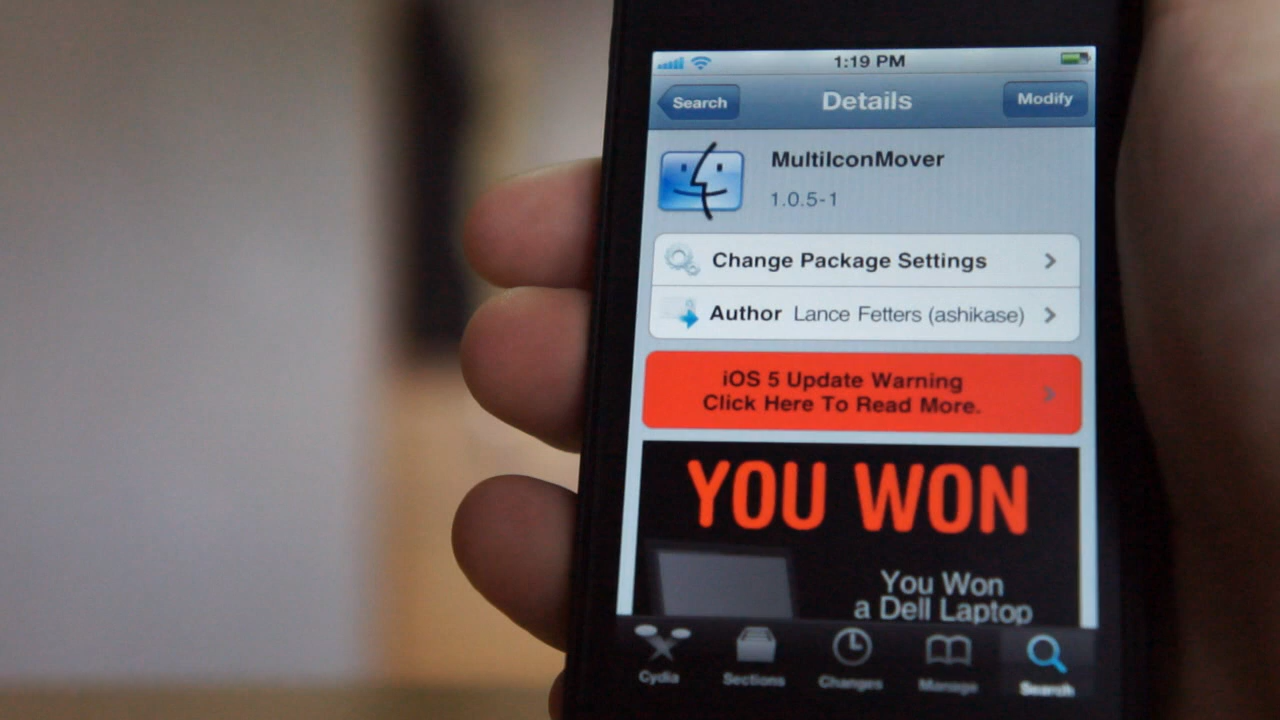 1:19 PM
Search
Details
Modify
MultiIconMover
1.0.5-1
Change Package Settings
Author Lance Fetters (ashikase)
iOS 5 Update Warning
Click Here To Read More.
YOU WON
You Won
a Dell Laptop
Cydia
Sections
Changes
Manage
Search